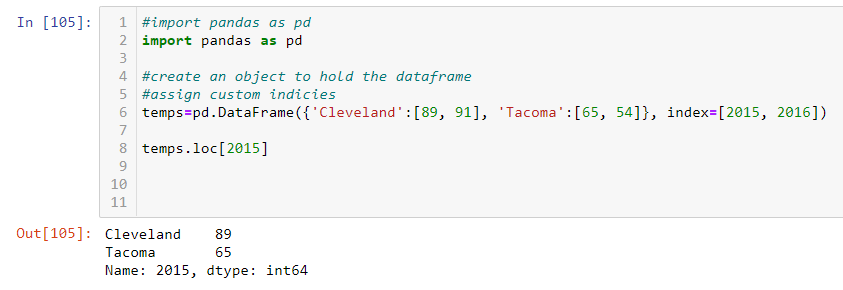 In [105]:
1 #import pandas as pd
2 import pandas as pd
3
4 #create an object to hold the dataframe
5 #assign custom indicies
6 temps=pd.DataFrame({'Cleveland':[89, 91], 'Tacoma':[65, 54]}, index=[2015, 2016])
7
8 temps.loc[2015]
9
10
11
Out[105]: Cleveland    89
Tacoma       65
Name: 2015, dtype: int64